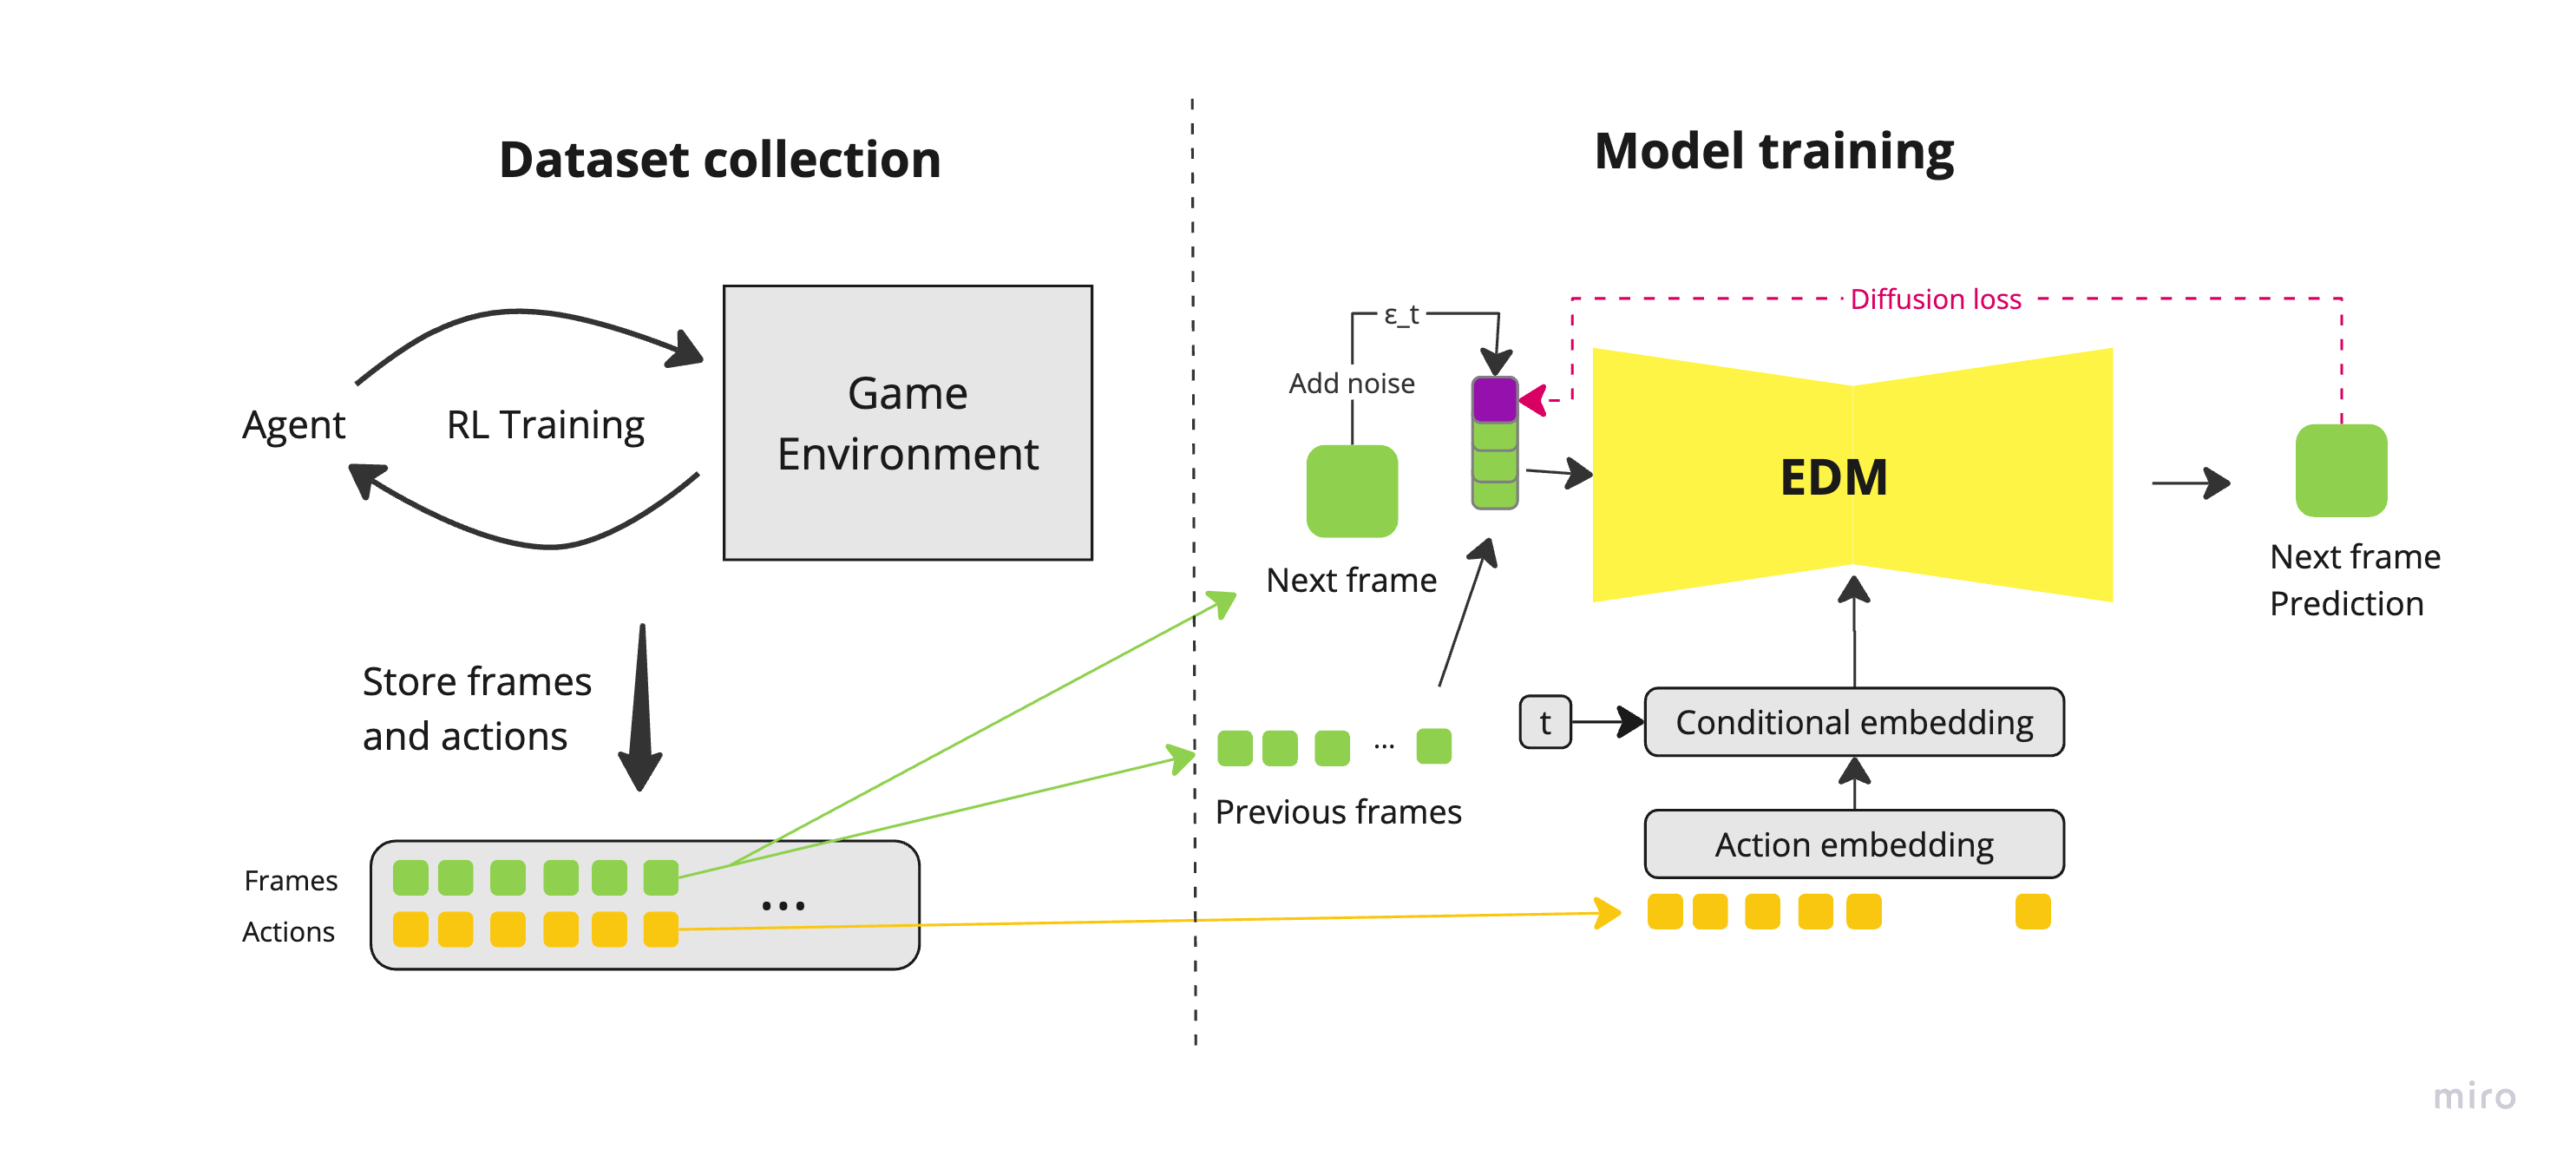 Dataset collection
Agent
RL Training
Game
Environment
Store frames
and actions
Frames
Actions
...
Model training
Diffusion loss
ε_t
Add noise
Next frame
EDM
Next frame
Prediction
...
Previous frames
t
Conditional embedding
Action embedding
miro